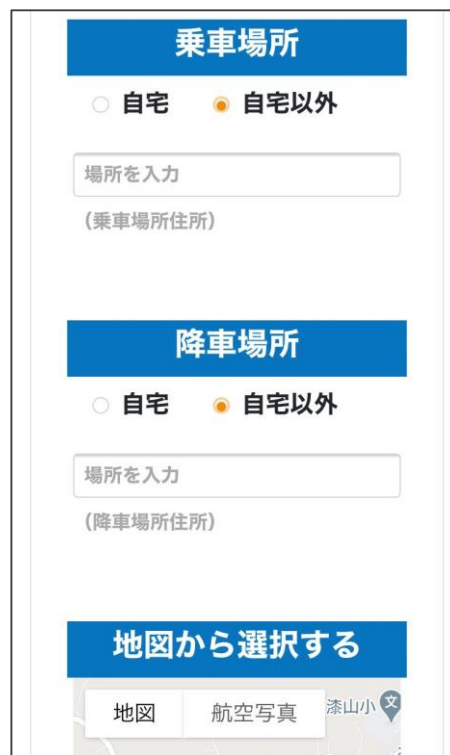 乗車場所
自宅 自宅以外
場所を入力
(乗車場所住所)
降車場所
自宅 自宅以外
場所を入力
(降車場所住所)
地図から選択する
地図 航空写真 漆山小 文